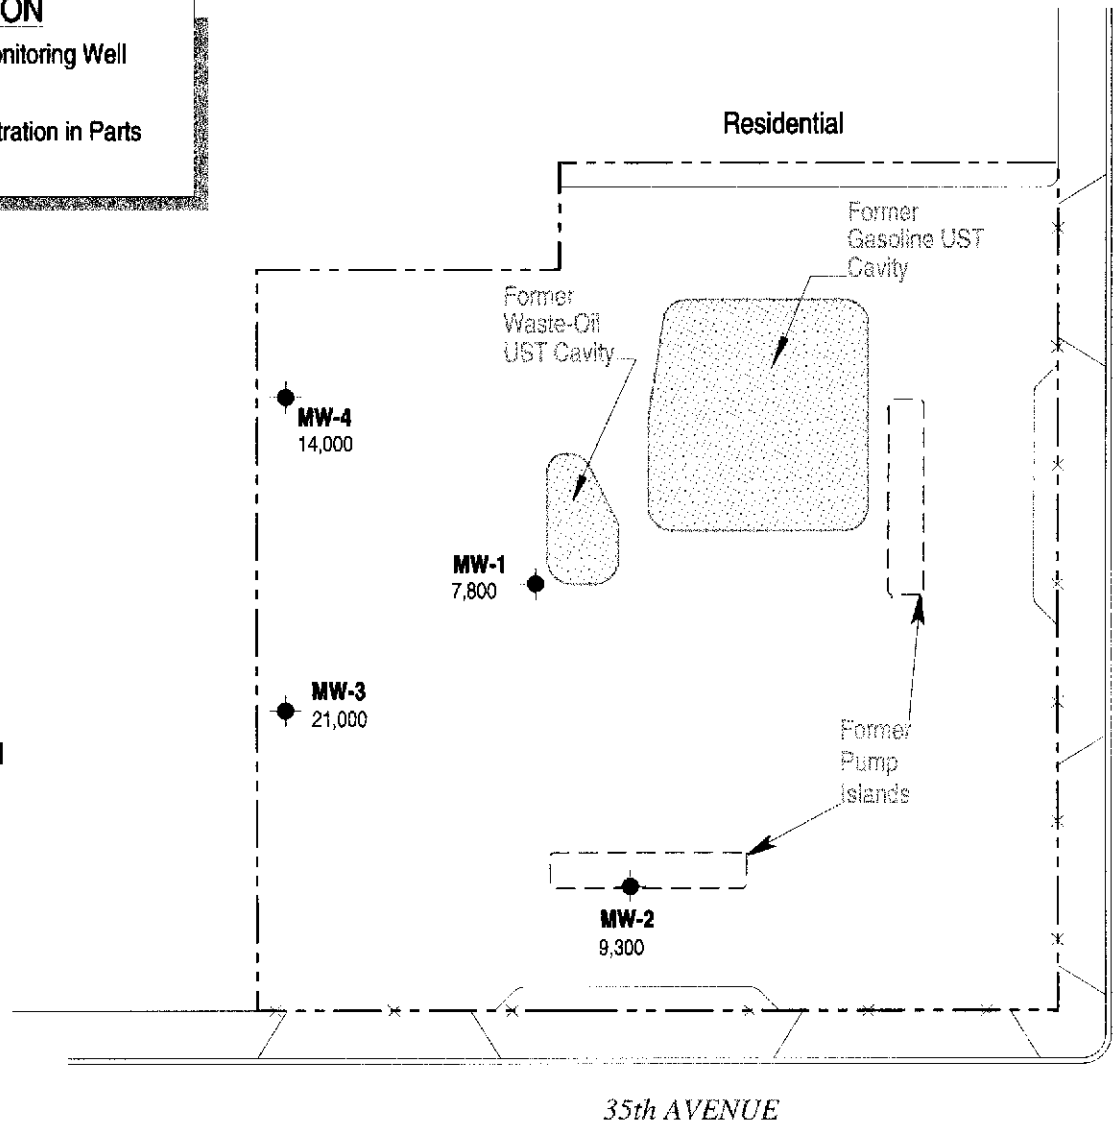 ON
onitoring Well
tration in Parts
Residential
Former
Gasoline UST
Cavity
Former
Waste-Oil
UST Cavity
MW-4
14,000
MW-1
7,800
MW-3
21,000
Former
Pump
Islands
MW-2
9,300
35th AVENUE